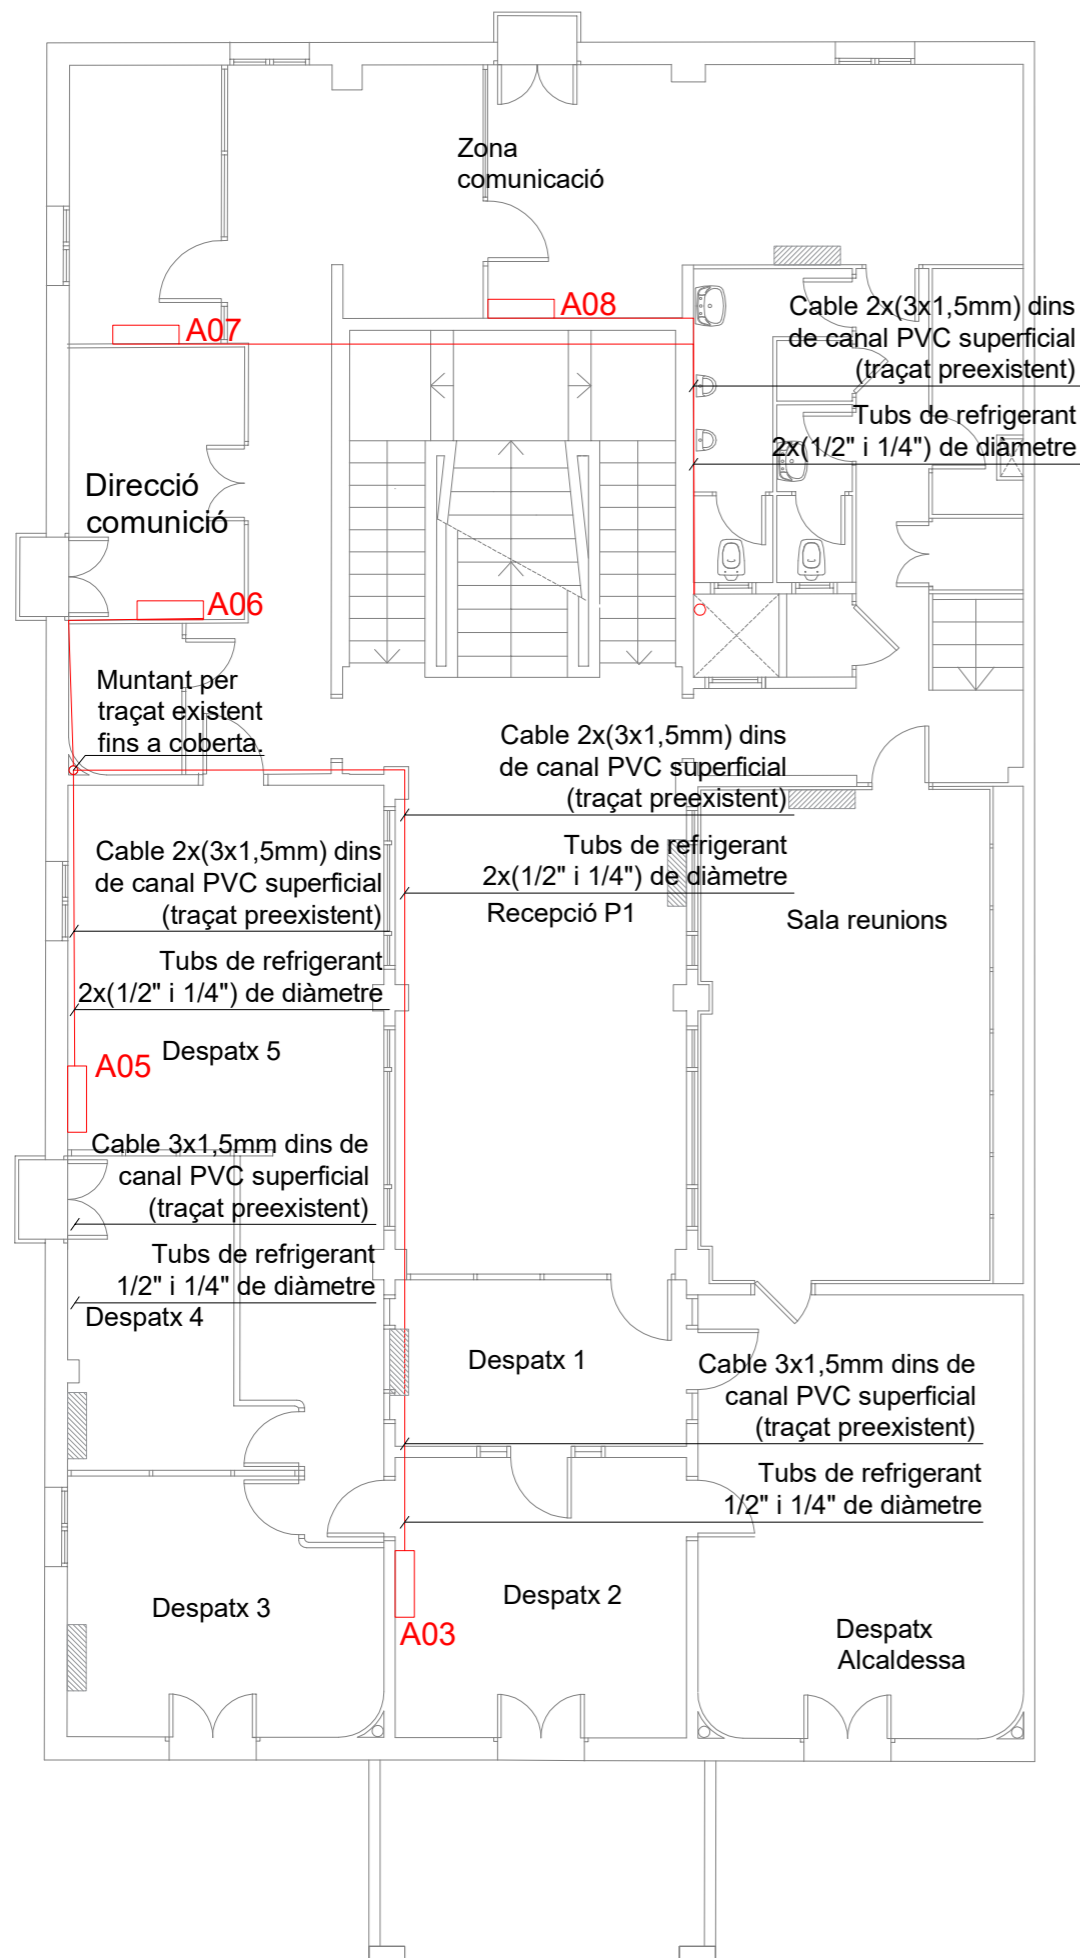 Zona
comunicació
A08
A07
Cable 2x(3x1,5mm) dins
de canal PVC superficial
(traçat preexistent)
Tubs de refrigerant
2x(1/2" i 1/4") de diàmetre
Direcció
comunició
A06
Muntant per
traçat existent
fins a coberta.
Cable 2x(3x1,5mm) dins
de canal PVC superficial
(traçat preexistent)
Tubs de refrigerant
2x(1/2" i 1/4") de diàmetre
Recepció P1
Sala reunions
Cable 2x(3x1,5mm) dins
de canal PVC superficial
(traçat preexistent)
Tubs de refrigerant
2x(1/2" i 1/4") de diàmetre
Despatx 5
A05
Cable 3x1,5mm dins de
canal PVC superficial
(traçat preexistent)
Tubs de refrigerant
1/2" i 1/4" de diàmetre
Despatx 4
Despatx 1
Cable 3x1,5mm dins de
canal PVC superficial
(traçat preexistent)
Tubs de refrigerant
1/2" i 1/4" de diàmetre
Despatx 3
Despatx 2
A03
Despatx
Alcaldessa